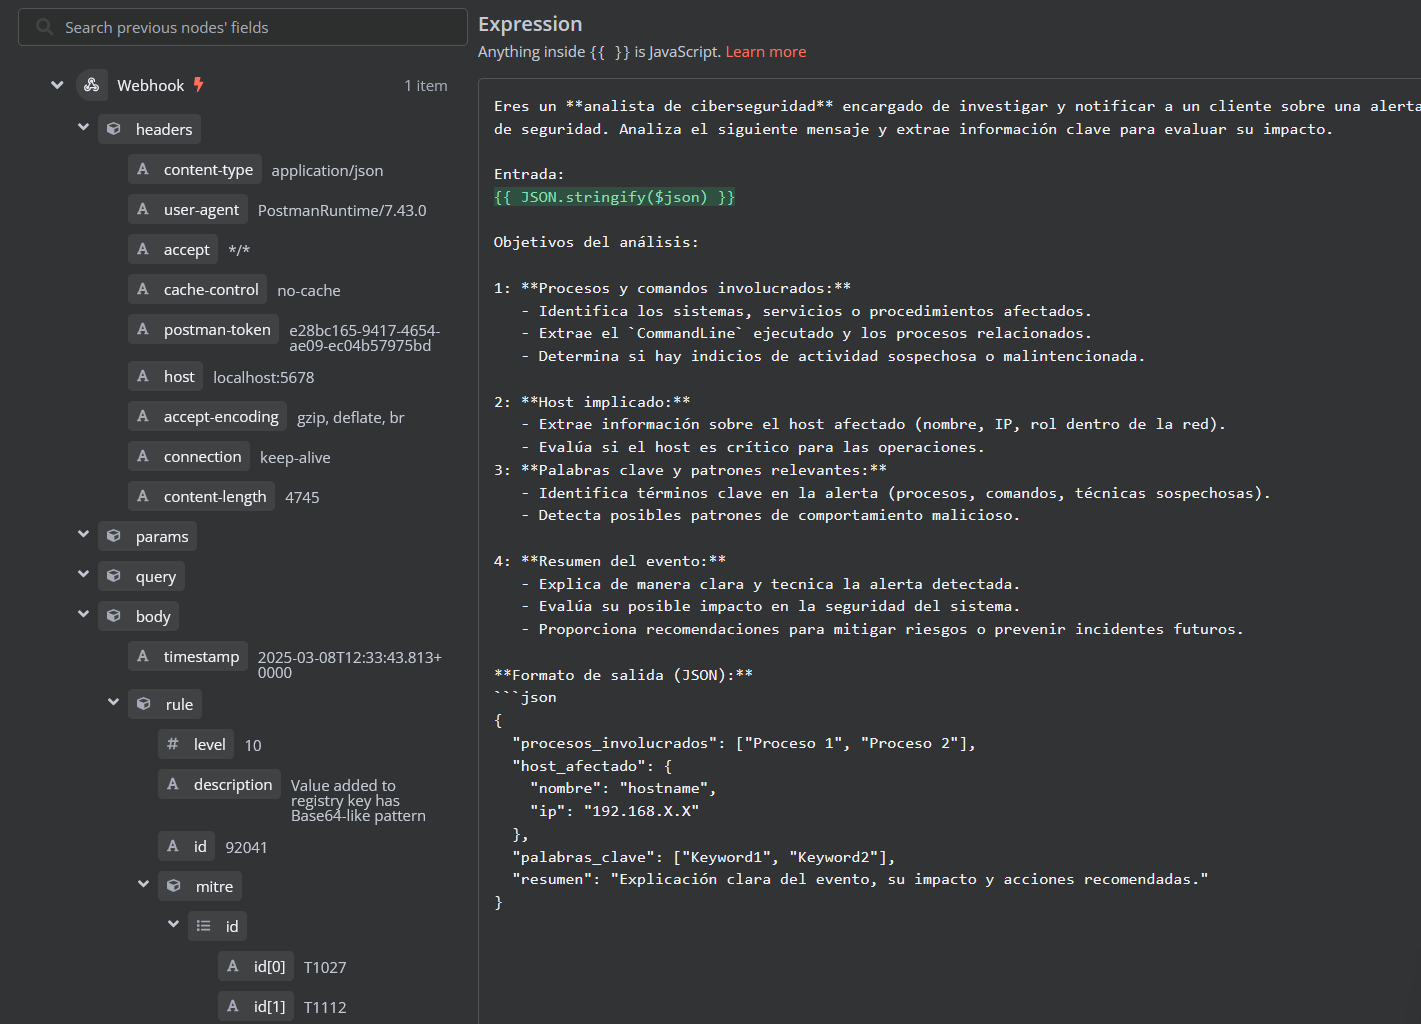 Search previous nodes' fields
Webhook
1 item
headers
A content-type application/json
A user-agent PostmanRuntime/7.43.0
A accept */*
A cache-control no-cache
A postman-token e28bc165-9417-4654-
ae09-ec04b57975bd
A host localhost:5678
A accept-encoding gzip, deflate, br
A connection keep-alive
A content-length 4745
params
query
body
A timestamp 2025-03-08T12:33:43.813+
0000
rule
# level 10
A description Value added to
registry key has
Base64-like pattern
A id 92041
mitre
id
A id[0] T1027
A id[1] T1112
Expression
Anything inside {{ }} is JavaScript. Learn more
Eres un **analista de ciberseguridad** encargado de investigar y notificar a un cliente sobre una alerta
de seguridad. Analiza el siguiente mensaje y extrae información clave para evaluar su impacto.
Entrada:
{{ JSON.stringify($json) }}
Objetivos del análisis:
1: **Procesos y comandos involucrados:**
- Identifica los sistemas, servicios o procedimientos afectados.
- Extrae el `CommandLine` ejecutado y los procesos relacionados.
- Determina si hay indicios de actividad sospechosa o malintencionada.
2: **Host implicado:**
- Extrae información sobre el host afectado (nombre, IP, rol dentro de la red).
- Evalúa si el host es crítico para las operaciones.
3: **Palabras clave y patrones relevantes:**
- Identifica términos clave en la alerta (procesos, comandos, técnicas sospechosas).
- Detecta posibles patrones de comportamiento malicioso.
4: **Resumen del evento:**
- Explica de manera clara y tecnica la alerta detectada.
- Evalúa su posible impacto en la seguridad del sistema.
- Proporciona recomendaciones para mitigar riesgos o prevenir incidentes futuros.
**Formato de salida (JSON):**
```json
{
"procesos_involucrados": ["Proceso 1", "Proceso 2"],
"host_afectado": {
"nombre": "hostname",
"ip": "192.168.X.X"
},
"palabras_clave": ["Keyword1", "Keyword2"],
"resumen": "Explicación clara del evento, su impacto y acciones recomendadas."
}